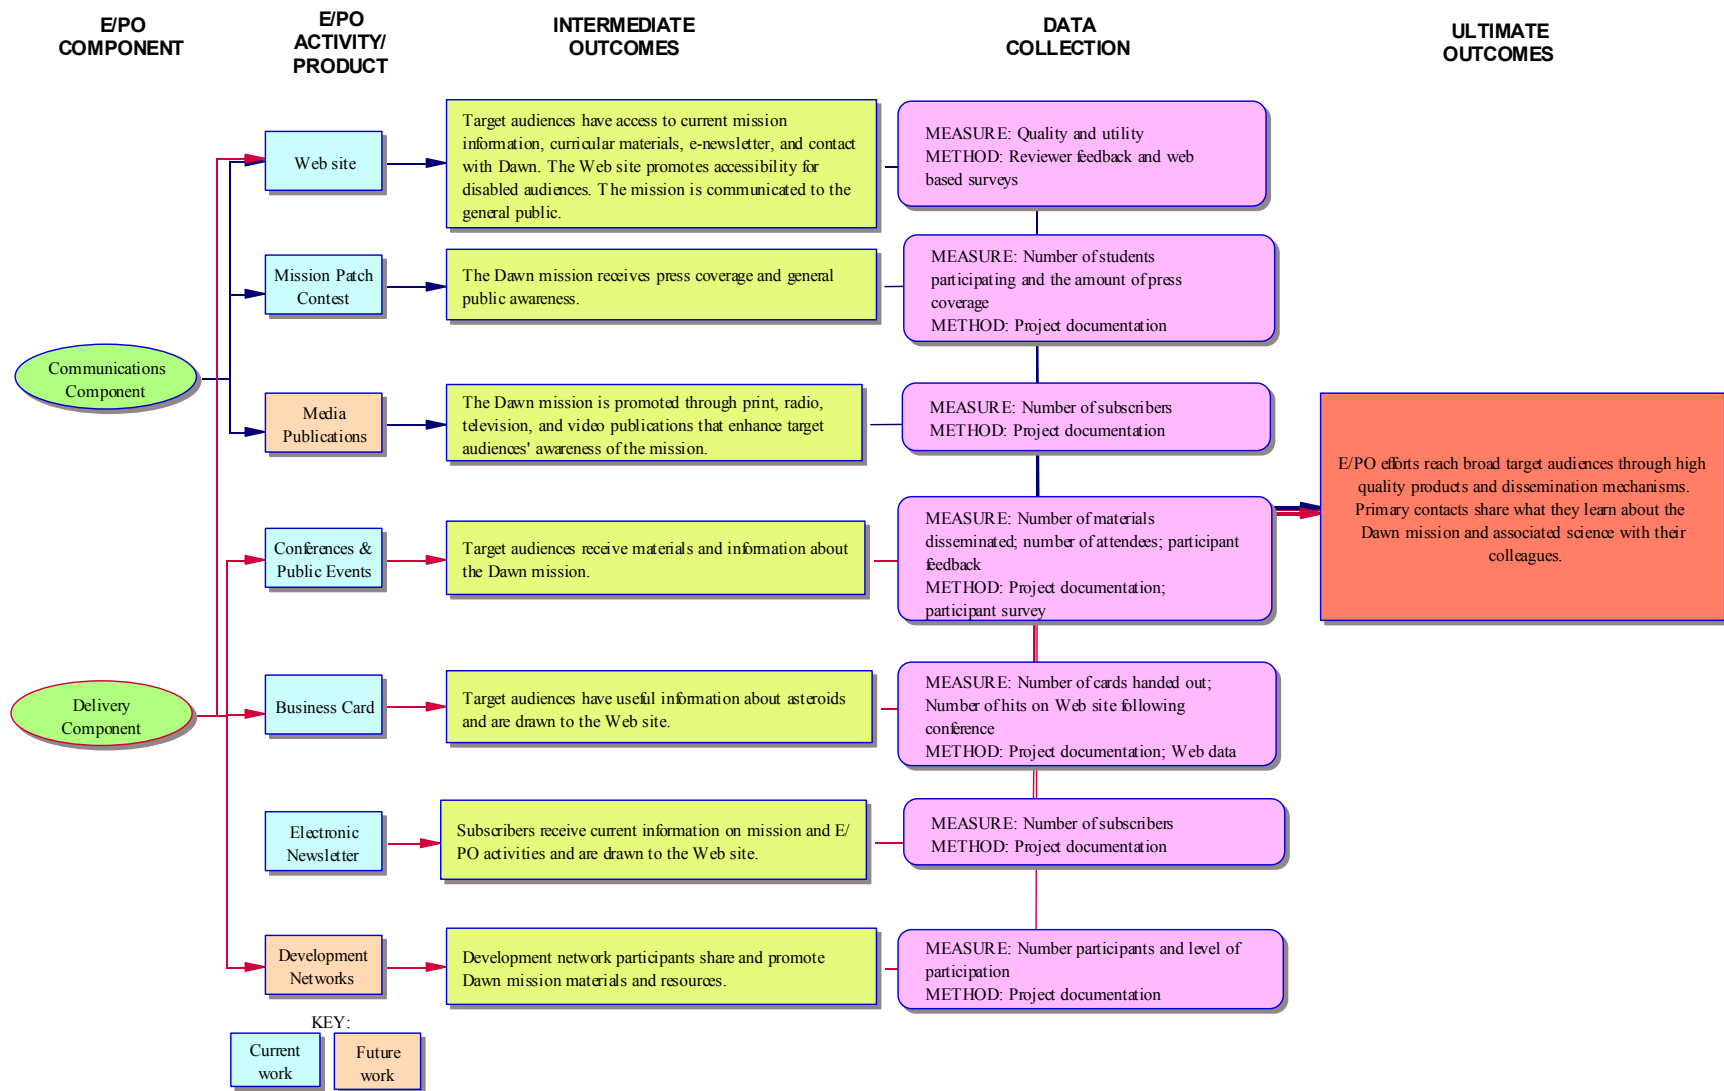 E/PO
COMPONENT
E/PO
ACTIVITY/
PRODUCT
INTERMEDIATE
OUTCOMES
DATA
COLLECTION
ULTIMATE
OUTCOMES
Web site
Target audiences have access to current mission
information, curricular materials, e-newsletter, and contact
with Dawn. The Web site promotes accessibility for
disabled audiences. The mission is communicated to the
general public.
MEASURE: Quality and utility
METHOD: Reviewer feedback and web
based surveys
Mission Patch
Contest
The Dawn mission receives press coverage and general
public awareness.
MEASURE: Number of students
participating and the amount of press
coverage
METHOD: Project documentation
Communications
Component
Media
Publications
The Dawn mission is promoted through print, radio,
television, and video publications that enhance target
audiences' awareness of the mission.
MEASURE: Number of subscribers
METHOD: Project documentation
E/PO efforts reach broad target audiences through high
quality products and dissemination mechanisms.
Primary contacts share what they learn about the
Dawn mission and associated science with their
colleagues.
Conferences &
Public Events
Target audiences receive materials and information about
the Dawn mission.
MEASURE: Number of materials
disseminated; number of attendees; participant
feedback
METHOD: Project documentation;
participant survey
Delivery
Component
Business Card
Target audiences have useful information about asteroids
and are drawn to the Web site.
MEASURE: Number of cards handed out;
Number of hits on Web site following
conference
METHOD: Project documentation; Web data
Electronic
Newsletter
Subscribers receive current information on mission and E/
PO activities and are drawn to the Web site.
MEASURE: Number of subscribers
METHOD: Project documentation
Development
Networks
Development network participants share and promote
Dawn mission materials and resources.
MEASURE: Number participants and level of
participation
METHOD: Project documentation
KEY:
Current
work
Future
work